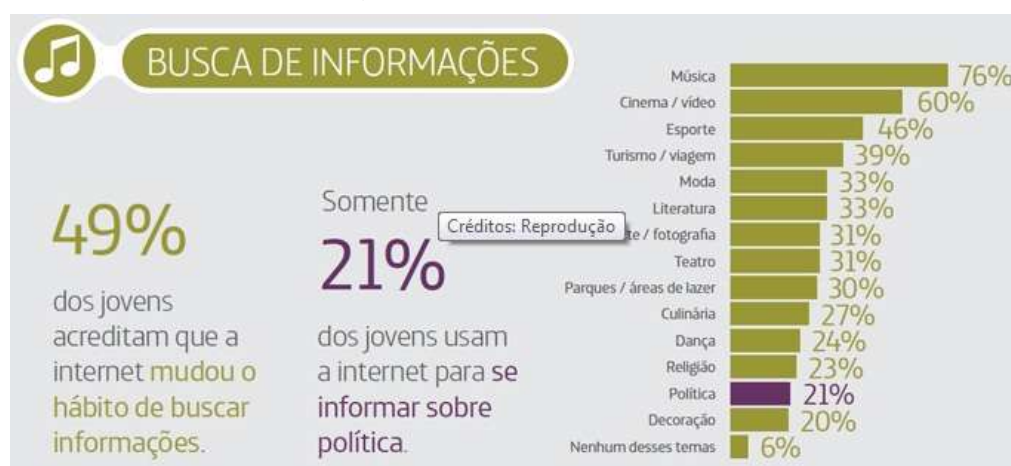 BUSCA DE INFORMAÇÕES
49%
dos jovens
acreditam que a
internet mudou o
hábito de buscar
informações.
Somente
21%
dos jovens usam
a internet para se
informar sobre
política.
Créditos: Reprodução
Música 76%
Cinema / vídeo 60%
Esporte 46%
Turismo / viagem 39%
Moda 33%
Literatura 33%
/ fotografia 31%
Teatro 31%
Parques / áreas de lazer 30%
Culinária 27%
Dança 24%
Religião 23%
Política 21%
Decoração 20%
Nenhum desses temas 6%